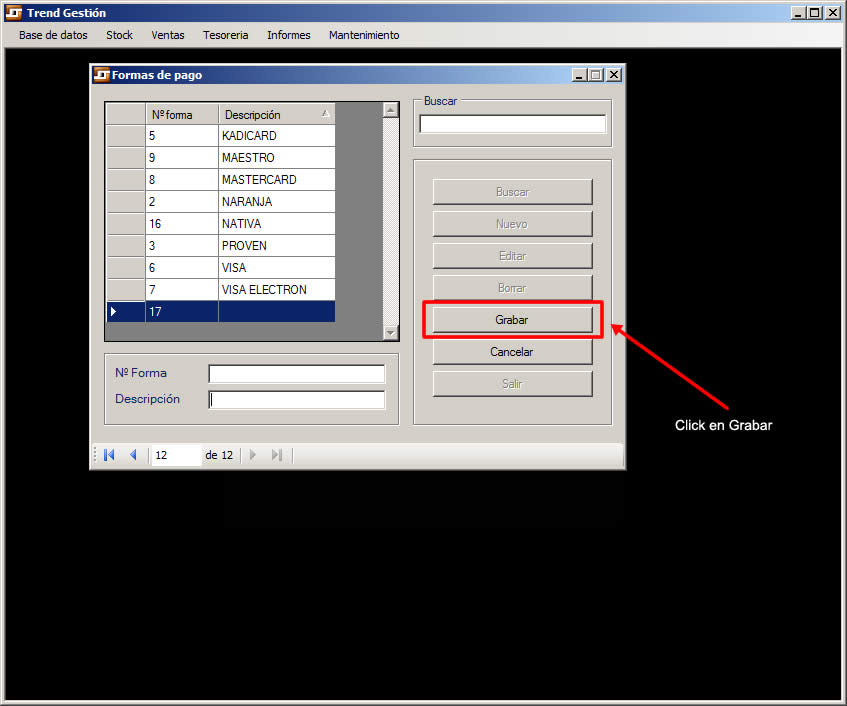 Trend Gestión
Base de datos Stock Ventas Tesoreria Informes Mantenimiento
Formas de pago
Nº forma Descripción
5 KADICARD
9 MAESTRO
8 MASTERCARD
2 NARANJA
16 NATIVA
3 PROVEN
6 VISA
7 VISA ELECTRON
17
Nº Forma
Descripción
12 de 12
Buscar
Buscar
Nuevo
Editar
Borrar
Grabar
Cancelar
Salir
Click en Grabar